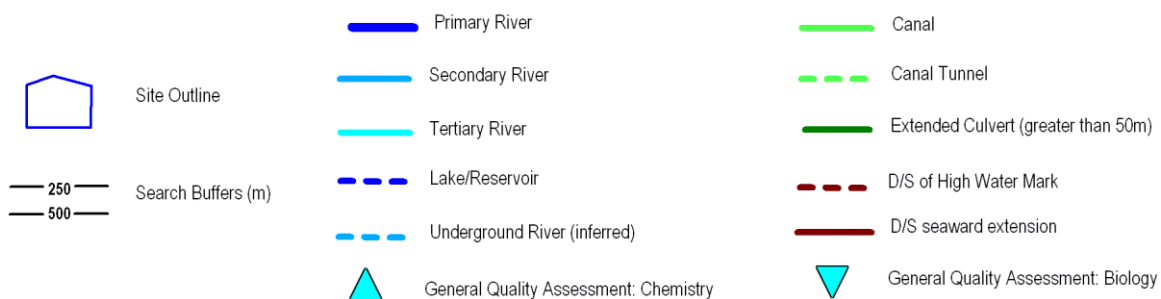 Site Outline
250
500
Search Buffers (m)
Primary River
Secondary River
Tertiary River
Lake/Reservoir
Underground River (inferred)
General Quality Assessment: Chemistry
Canal
Canal Tunnel
Extended Culvert (greater than 50m)
D/S of High Water Mark
D/S seaward extension
General Quality Assessment: Biology